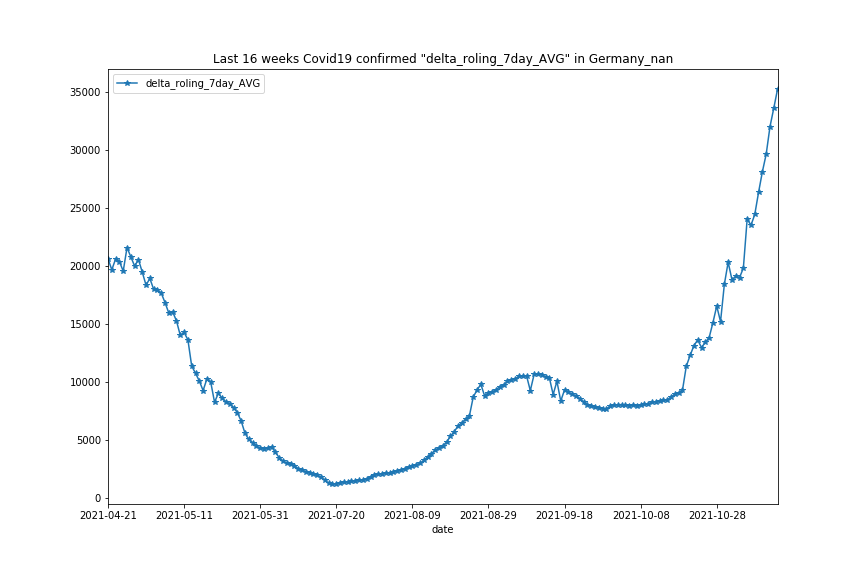 Last 16 weeks Covid19 confirmed "delta_roling_7day_AVG" in Germany_nan
delta_roling_7day_AVG
35000
30000
25000
20000
15000
10000
5000
0
2021-04-21 2021-05-11 2021-05-31 2021-07-20 2021-08-09 2021-08-29 2021-09-18 2021-10-08 2021-10-28
date